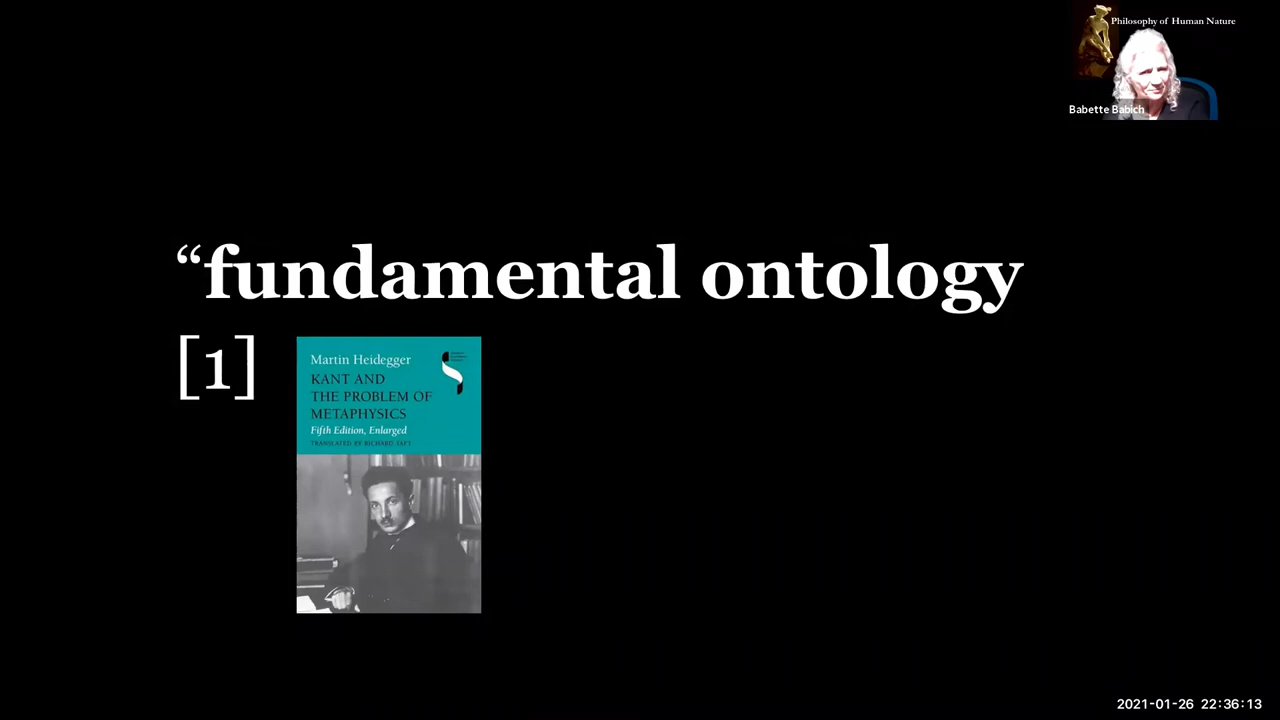 Philosophy of Human Nature
Babette Babich
“fundamental ontology
[1]
Martin Heidegger
KANT AND
THE PROBLEM OF
METAPHYSICS
Fifth Edition, Enlarged
TRANSLATED BY RICHARD TAFT
2021-01-26 22:36:13